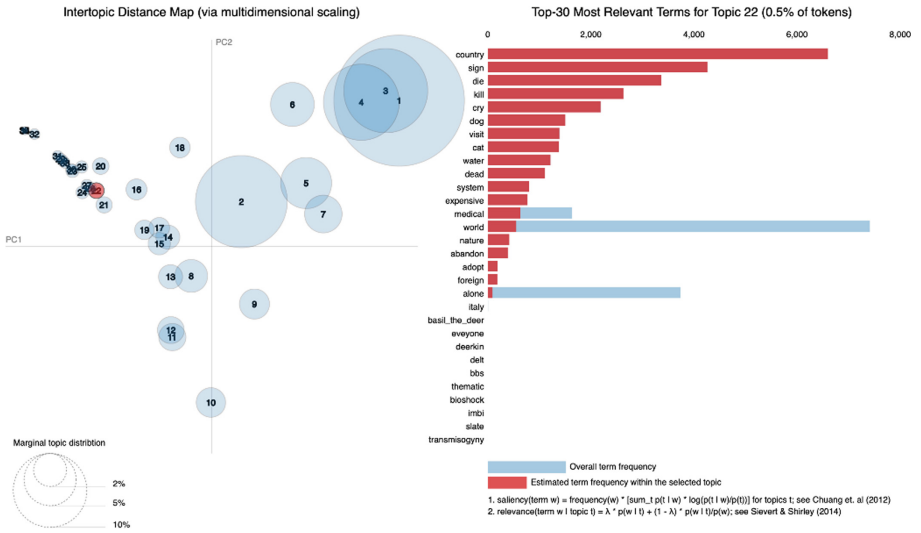 Intertopic Distance Map (via multidimensional scaling)
PC2
PC1
6
3
4
1
18
32
25
20
22
24
21
16
2
5
7
19
17
14
15
13
8
9
12
11
10
Marginal topic distribtion
2%
5%
10%
Top-30 Most Relevant Terms for Topic 22 (0.5% of tokens)
0 2,000 4,000 6,000 8,000
country
sign
die
kill
cry
dog
visit
cat
water
dead
system
expensive
medical
world
nature
abandon
adopt
foreign
alone
italy
basil_the_deer
eveyone
deerkin
delt
bbs
thematic
bioshock
imbi
slate
transmisogyny
Overall term frequency
Estimated term frequency within the selected topic
1. saliency(term w) = frequency(w) * [sum_t p(t l w) * log(p(t l w)/p(t))] for topics t; see Chuang et. al (2012)
2. relevance(term w l topic t) = λ * p(w l t) + (1 - λ) * p(w l t)/p(w); see Sievert & Shirley (2014)